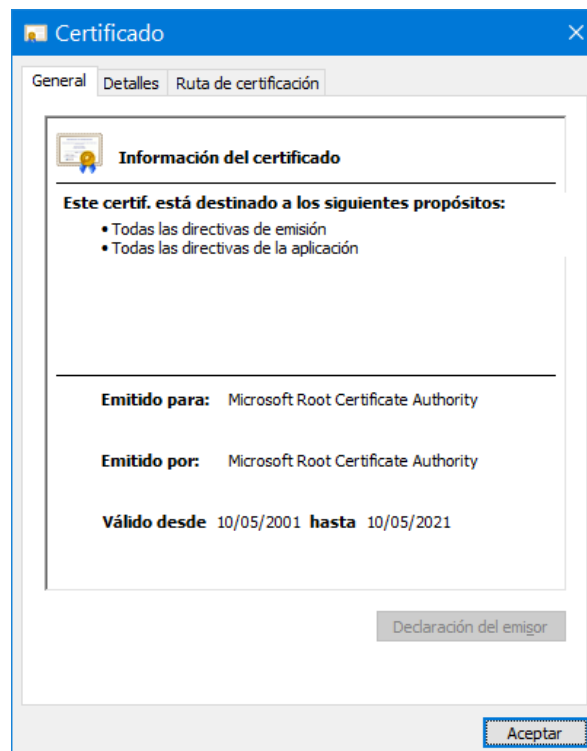 Certificado
General Detalles Ruta de certificación
Información del certificado
Este certif. está destinado a los siguientes propósitos:
• Todas las directivas de emisión
• Todas las directivas de la aplicación
Emitido para: Microsoft Root Certificate Authority
Emitido por: Microsoft Root Certificate Authority
Válido desde 10/05/2001 hasta 10/05/2021
Declaración del emisor
Aceptar